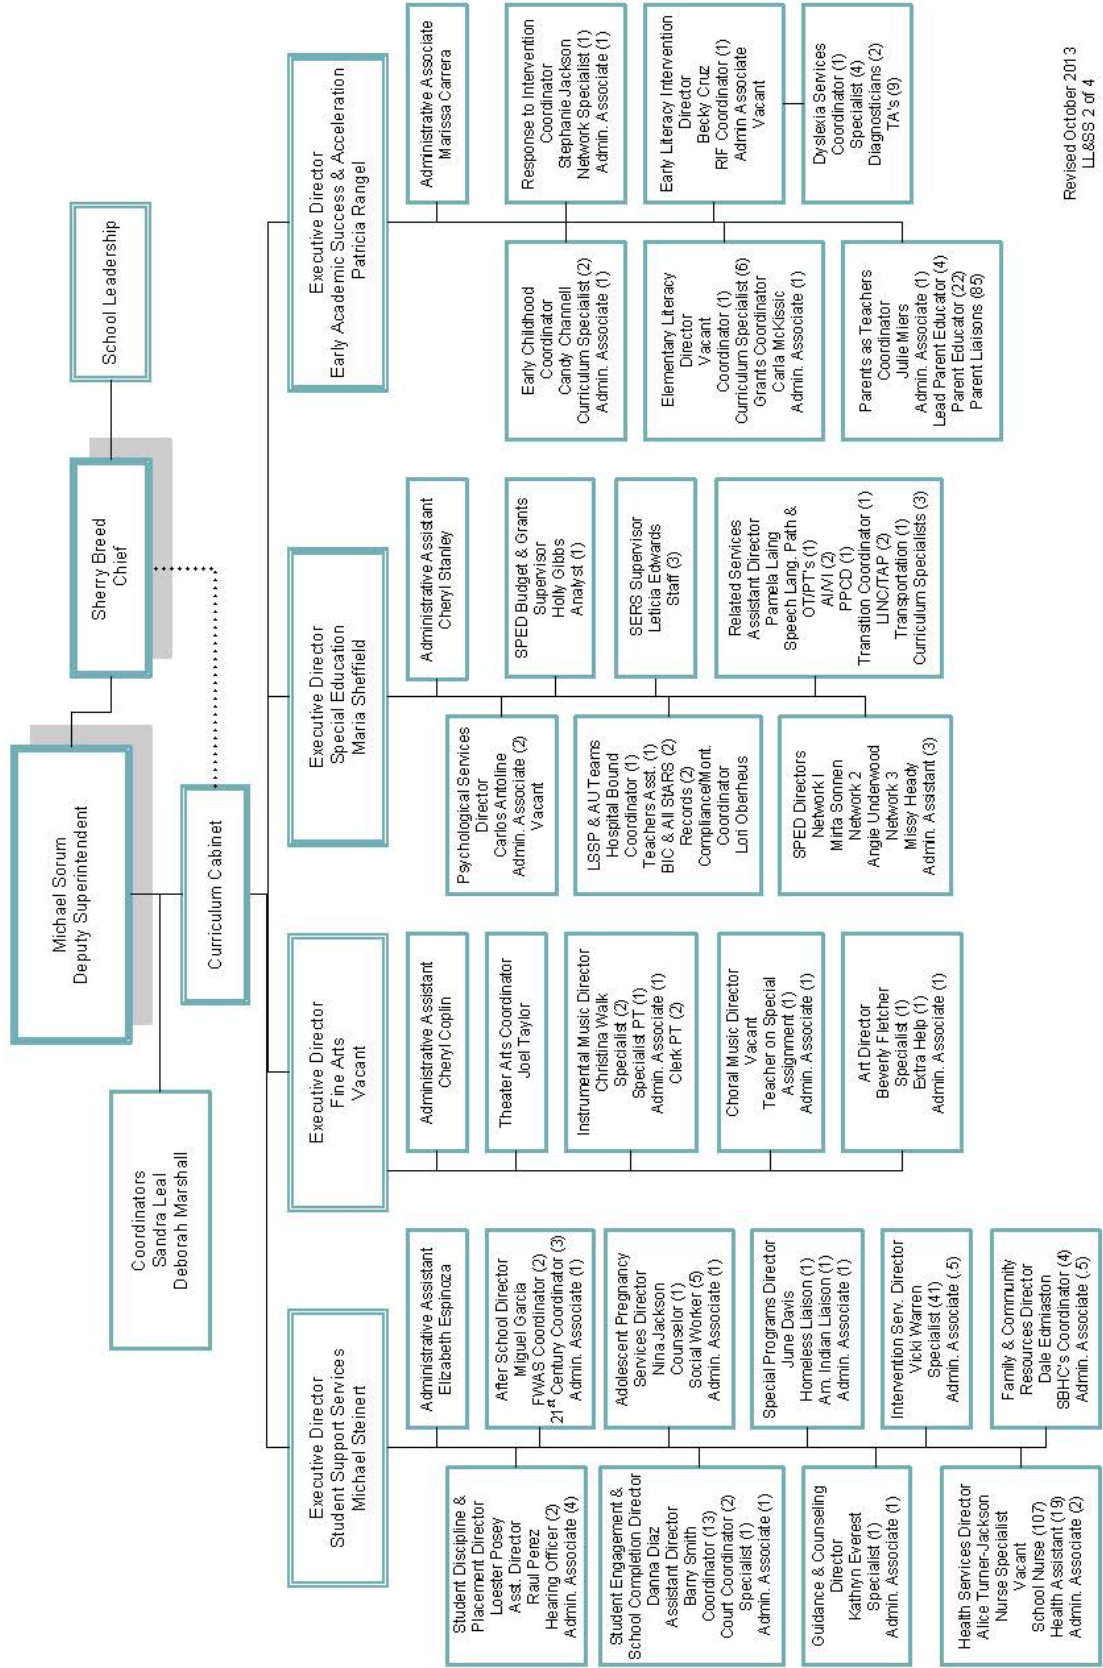 Michael Sorum
Deputy Superintendent
Sherry Breed
Chief
School Leadership
Coordinators
Sandra Leal
Deborah Marshall
Curriculum Cabinet
Executive Director
Student Support Services
Michael Steinert
Administrative Assistant
Elizabeth Espinoza
Student Discipline &
Placement Director
Loester Posey
Asst. Director
Raul Perez
Hearing Officer (2)
Admin. Associate (4)
After School Director
Miguel Garcia
FWAS Coordinator (2)
21st Century Coordinator (3)
Admin. Associate (1)
Student Engagement &
School Completion Director
Danna Diaz
Assistant Director
Barry Smith
Coordinator (13)
Court Coordinator (2)
Specialist (1)
Admin. Associate (1)
Adolescent Pregnancy
Services Director
Nina Jackson
Counselor (1)
Social Worker (5)
Admin. Associate (1)
Guidance & Counseling
Director
Kathryn Everest
Specialist (1)
Admin. Associate (1)
Special Programs Director
June Davis
Homeless Liaison (1)
Am. Indian Liaison (1)
Admin. Associate (1)
Intervention Serv. Director
Vicki Warren
Specialist (41)
Admin. Associate (.5)
Health Services Director
Alice Turner-Jackson
Nurse Specialist
Vacant
School Nurse (107)
Health Assistant (19)
Admin. Associate (2)
Family & Community
Resources Director
Dale Edmiaston
SBHC's Coordinator (4)
Admin. Associate (.5)
Executive Director
Fine Arts
Vacant
Administrative Assistant
Cheryl Coplin
Theater Arts Coordinator
Joel Taylor
Instrumental Music Director
Christina Walk
Specialist (2)
Specialist PT (1)
Admin. Associate (1)
Clerk PT (2)
Choral Music Director
Vacant
Teacher on Special
Assignment (1)
Admin. Associate (1)
Art Director
Beverly Fletcher
Specialist (1)
Extra Help (1)
Admin. Associate (1)
Executive Director
Special Education
Maria Sheffield
Administrative Assistant
Cheryl Stanley
Psychological Services
Director
Carlos Antoline
Admin. Associate (2)
Vacant
SPED Budget & Grants
Supervisor
Holly Gibbs
Analyst (1)
LSSP & AU Teams
Hospital Bound
Coordinator (1)
Teachers Asst. (1)
BIC & All StARS (2)
Records (2)
Compliance/Mont.
Coordinator
Lori Oberheus
SERS Supervisor
Leticia Edwards
Staff (3)
SPED Directors
Network I
Mirta Sonnen
Network 2
Angie Underwood
Network 3
Missy Heady
Admin. Assistant (3)
Related Services
Assistant Director
Pamela Laing
Speech Lang. Path &
OT/PT's (1)
AI/VI (2)
PPCD (1)
Transition Coordinator (1)
LINC/TAP (2)
Transportation (1)
Curriculum Specialists (3)
Executive Director
Early Academic Success & Acceleration
Patricia Rangel
Administrative Associate
Marissa Carrera
Early Childhood
Coordinator
Candy Channell
Curriculum Specialist (2)
Admin. Associate (1)
Response to Intervention
Coordinator
Stephanie Jackson
Network Specialist (1)
Admin. Associate (1)
Elementary Literacy
Director
Vacant
Coordinator (1)
Curriculum Specialist (6)
Grants Coordinator
Carla McKissic
Admin. Associate (1)
Early Literacy Intervention
Director
Becky Cruz
RIF Coordinator (1)
Admin Associate
Vacant
Parents as Teachers
Coordinator
Julie Miers
Admin. Associate (1)
Lead Parent Educator (4)
Parent Educator (22)
Parent Liaisons (85)
Dyslexia Services
Coordinator (1)
Specialist (4)
Diagnosticians (2)
TA's (9)
Revised October 2013
LL&SS 2 of 4